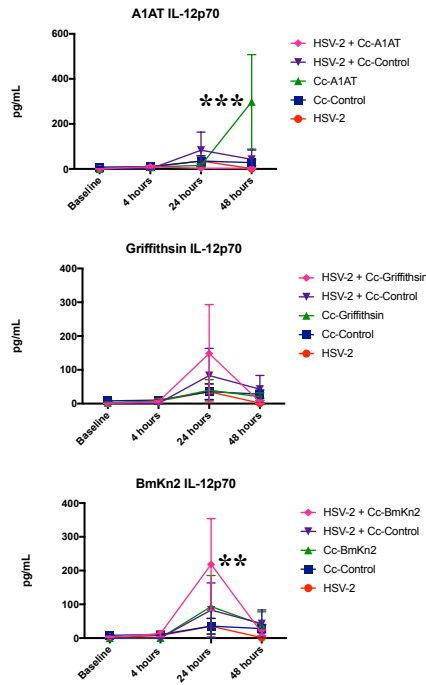 A1AT IL-12p70
600
400
200
0
pg/mL
***
Baseline
4 hours
24 hours
48 hours
HSV-2 + Cc-A1AT
HSV-2 + Cc-Control
Cc-A1AT
Cc-Control
HSV-2
Griffithsin IL-12p70
400
300
200
100
0
pg/mL
Baseline
4 hours
24 hours
48 hours
HSV-2 + Cc-Griffithsin
HSV-2 + Cc-Control
Cc-Griffithsin
Cc-Control
HSV-2
BmKn2 IL-12p70
400
300
200
100
0
pg/mL
**
Baseline
4 hours
24 hours
48 hours
HSV-2 + Cc-BmKn2
HSV-2 + Cc-Control
Cc-BmKn2
Cc-Control
HSV-2